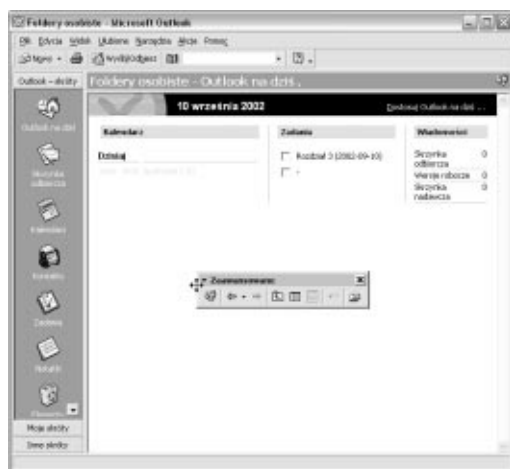 Foldery osobiste - Microsoft Outlook
Plik Edycja Widok Ulubione Narzędzia Akcje Pomoc
Nowy Wyślij/Odbierz
Outlook - skróty
Foldery osobiste - Outlook na dziś
10 września 2002
Dostosuj Outlook na dziś ...
Kalendarz
Zadania
Wiadomości
Dzisiaj
Rozdział 3 (2002-09-10)
Skrzynka odbiorcza 0
Wersje robocze 0
Skrzynka nadawcza 0
Outlook na dziś
Skrzynka odbiorcza
Kalendarz
Kontakty
Zadania
Notatki
Zaawansowane
Moje skróty
Inne skróty